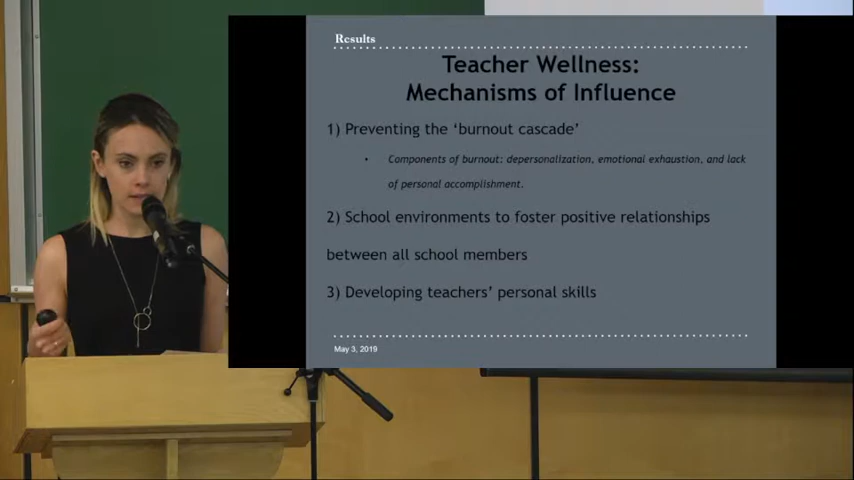 Results
Teacher Wellness:
Mechanisms of Influence
1) Preventing the ‘burnout cascade’
• Components of burnout: depersonalization, emotional exhaustion, and lack
of personal accomplishment.
2) School environments to foster positive relationships
between all school members
3) Developing teachers’ personal skills
May 3, 2019